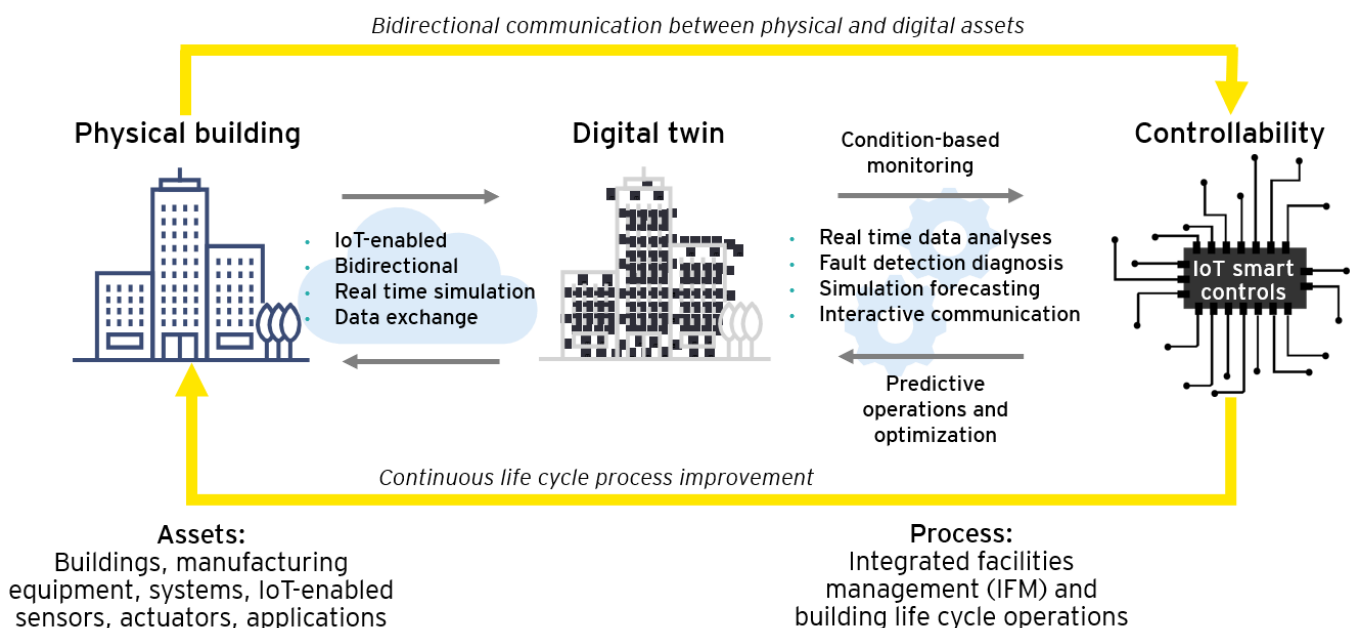 Bidirectional communication between physical and digital assets
Physical building
Digital twin
Controllability
IoT-enabled
Bidirectional
Real time simulation
Data exchange
Condition-based
monitoring
Real time data analyses
Fault detection diagnosis
Simulation forecasting
Interactive communication
Predictive
operations and
optimization
IoT smart
controls
Continuous life cycle process improvement
Assets:
Buildings, manufacturing
equipment, systems, IoT-enabled
sensors, actuators, applications
Process:
Integrated facilities
management (IFM) and
building life cycle operations